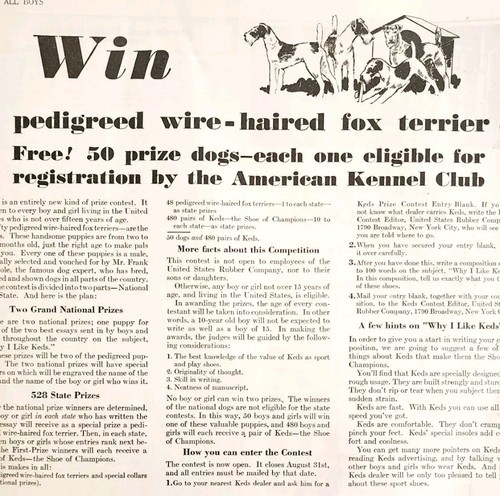 ALL BOYS
Win
pedigreed wire-haired fox terrier
Free! 50 prize dogs—each one eligible for
registration by the American Kennel Club
is an entirely new kind of prize contest. It
en to every boy and girl living in the United
s who is not over fifteen years of age.
ty pedigreed wire-haired fox terriers—are the
s. These handsome puppies are from two to
months old, just the right age to make pals
you. Every one of these puppies is a male,
ally selected and vouched for by Mr. Frank
ole, the famous dog expert, who has bred,
ed and shown dogs in all parts of the country.
e contest is divided into two parts—National
State. And here is the plan:
Two Grand National Prizes
re are two national prizes; one puppy for
of the two best essays sent in by boys and
throughout the country on the subject,
y I Like Keds."
ese prizes will be two of the pedigreed pup-
The two national prizes will have special
rs on which will be engraved the name of the
and the name of the boy or girl who wins it.
528 State Prizes
the national prize winners are determined,
oy or girl in each state who has written the
essay will receive as a special prize a pedi-
wire-haired fox terrier. Then, in each state,
en boys or girls whose entries rank next be-
the First-Prize winners will each receive a
of Keds—the Shoe of Champions.
is makes in all:
edigreed wire-haired fox terriers and special collars
tional prizes).
48 pedigreed wire-haired fox terriers—1 to each state—
as state prizes
480 pairs of Keds—the Shoe of Champions—10 to
each state—as state prizes.
50 dogs and 480 pairs of Keds.
More facts about this Competition
This contest is not open to employees of the
United States Rubber Company, nor to their
sons or daughters.
Otherwise, any boy or girl not over 15 years
of age, and living in the United States, is eligible.
In awarding the prizes, the age of every con-
testant will be taken into consideration. In other
words, a 10-year old boy will not be expected to
write as well as a boy of 15. In making the
awards, the judges will be guided by the follow-
ing considerations:
1. The best knowledge of the value of Keds as sport
and play shoes.
2. Originality of thought.
3. Skill in writing.
4. Neatness of manuscript.
No boy or girl can win two prizes, The winners
of the national dogs are not eligible for the state
contests. In this way, 50 boys and girls will win
one of these valuable puppies, and 480 boys and
girls will each receive a pair of Keds—the Shoe
of Champions.
How you can enter the Contest
The contest is now open. It closes August 31st,
and all entries must be mailed by that date.
1. Go to your nearest Keds dealer and ask him for a
Keds Prize Contest Entry Blank. If yo
not know what dealer carries Keds, write the K
Contest Editor, United States Rubber Comp
1790 Broadway, New York City, who will see
you are told where to go.
2. When you have secured your entry blank,
it over carefully.
3. After you have done this, write a composition
to 100 words on the subject, "Why I Like Ke
In this composition, tell us exactly what you t
of these shoes.
4. Mail your entry blank, together with your con
sition, to the Keds Contest Editor, United St
Rubber Company, 1790 Broadway, New York C
A few hints on "Why I Like Keds"
In order to give you a start in writing your
position, we are going to suggest a few of
things about Keds that make them the Sho
Champions.
You'll find that Keds are specially designed
rough usage. They are built strongly and sturd
They don't rip or tear when you subject them
sudden strain.
Keds are fast. With Keds you can use all
speed you've got.
Keds are comfortable. They don't cramp
pinch your feet. Keds' special insoles add c
fort and coolness.
You can get many more pointers on Keds
reading Keds advertising, and by talking w
other boys and girls who wear Keds. And
Keds dealer will be only too pleased to tell
about these sport shoes.